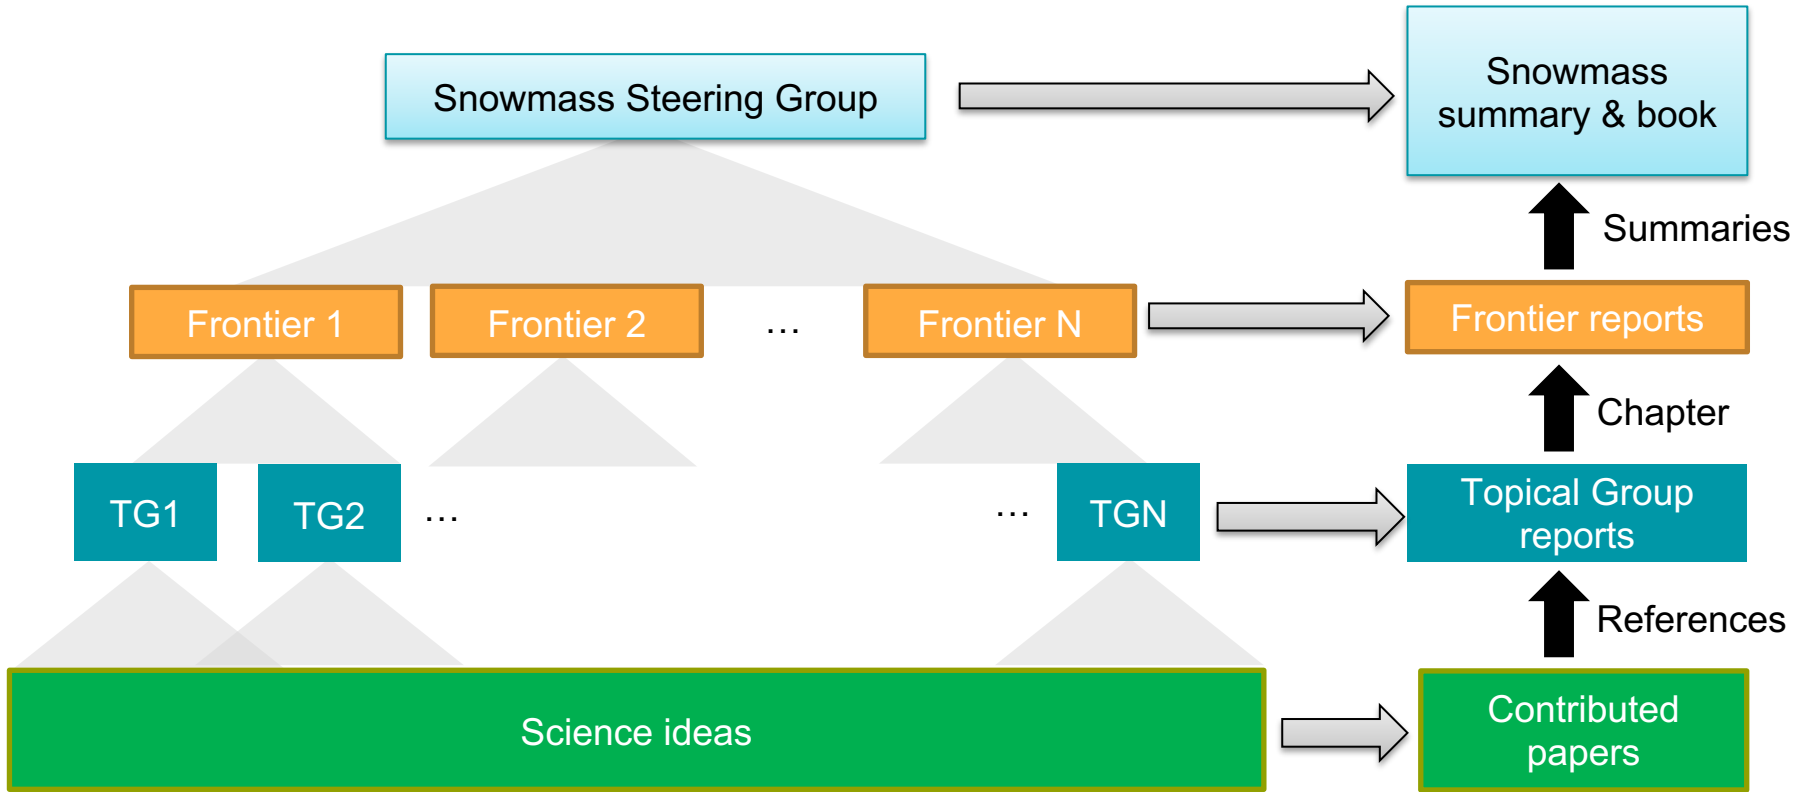 Snowmass Steering Group
Snowmass
summary & book
Summaries
Frontier 1
Frontier 2
...
Frontier N
Frontier reports
Chapter
TG1
TG2
...
...
TGN
Topical Group
reports
References
Science ideas
Contributed
papers